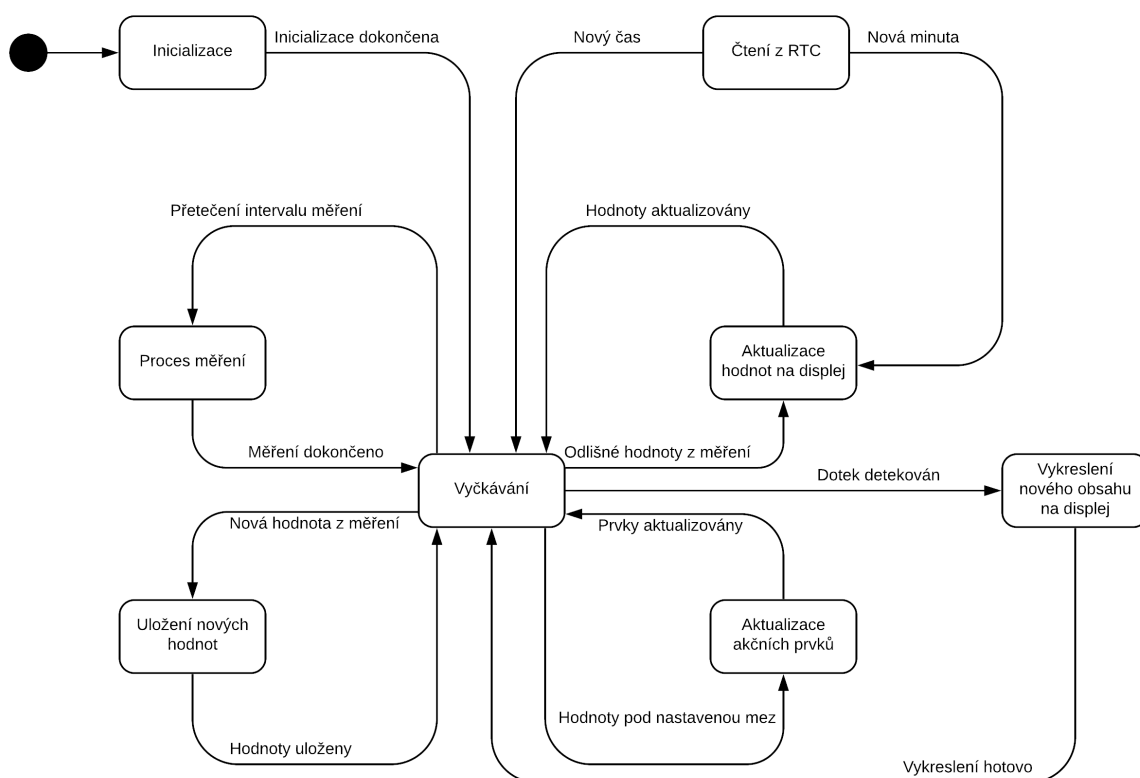 Inicializace
Inicializace dokončena
Nový čas
Čtení z RTC
Nová minuta
Přetečení intervalu měření
Hodnoty aktualizovány
Proces měření
Aktualizace
hodnot na displej
Měření dokončeno
Odlišné hodnoty z měření
Vyčkávání
Dotek detekován
Vykreslení
nového obsahu
na displej
Nová hodnota z měření
Prvky aktualizovány
Uložení nových
hodnot
Aktualizace
akčních prvků
Hodnoty pod nastavenou mez
Hodnoty uloženy
Vykreslení hotovo